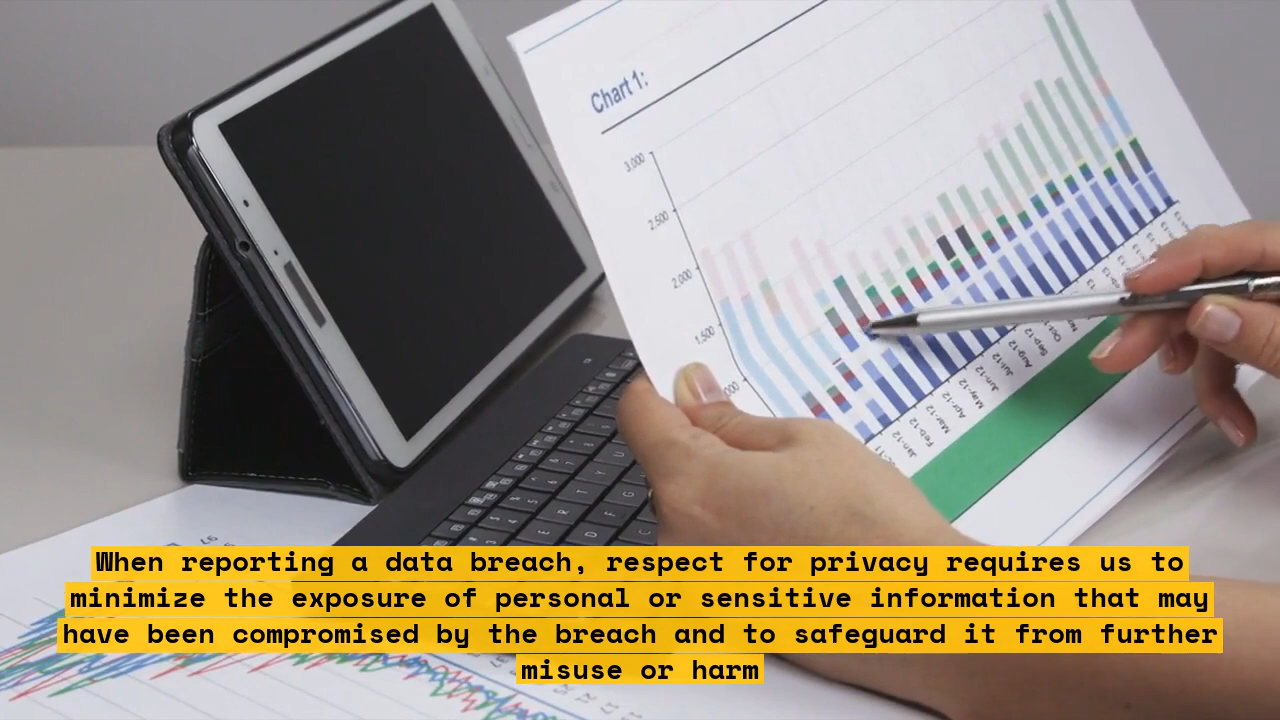 Chart 1:
3,000
2,500
2,000
1,500
Jan-12
Feb-12
Mar-12
Apr-12
May-12
Jun-12
Jul-12
Aug-12
Sep-12
When reporting a data breach, respect for privacy requires us to
minimize the exposure of personal or sensitive information that may
have been compromised by the breach and to safeguard it from further
misuse or harm